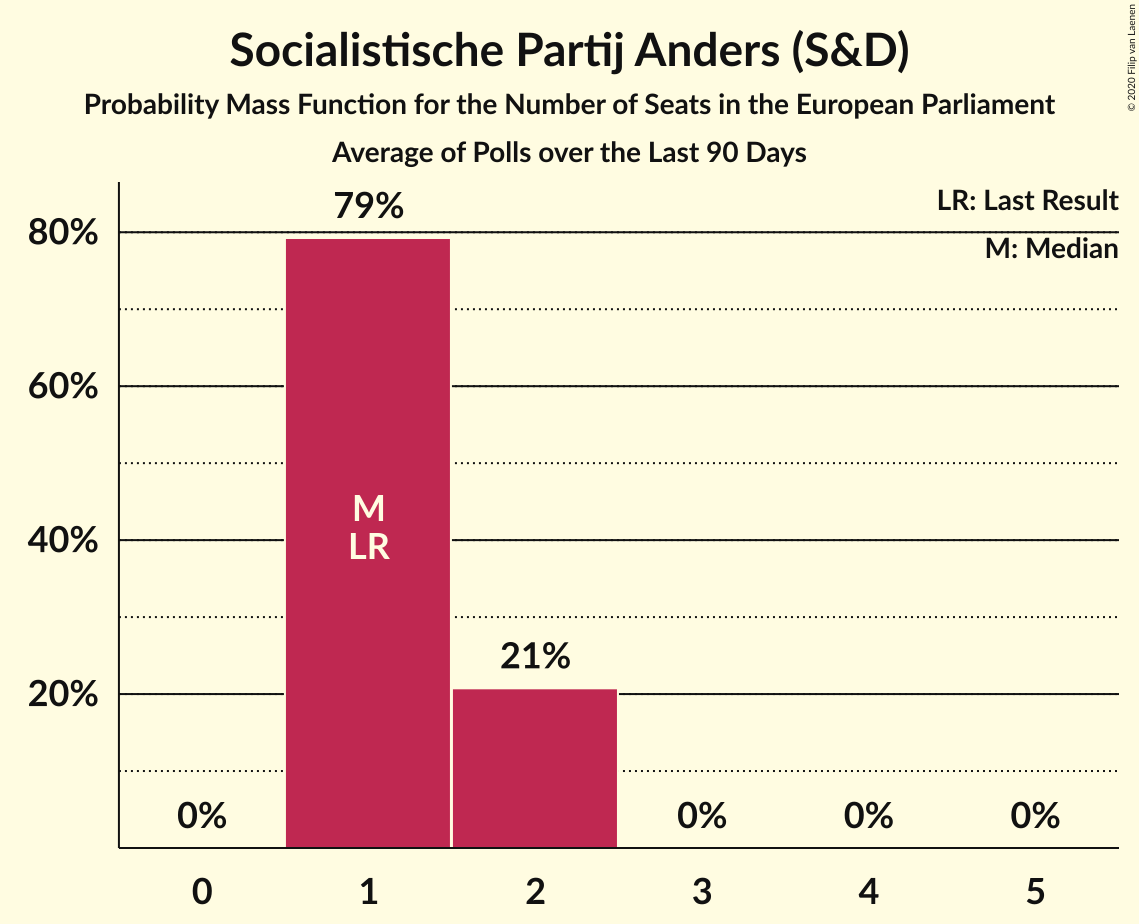 Socialistische Partij Anders (S&D)
Probability Mass Function for the Number of Seats in the European Parliament
Average of Polls over the Last 90 Days
© 2020 Filip van Laenen
LR: Last Result
M: Median
79%
80%
60%
M
LR
40%
21%
20%
0%
0%
0%
0%
0
1
2
3
4
5